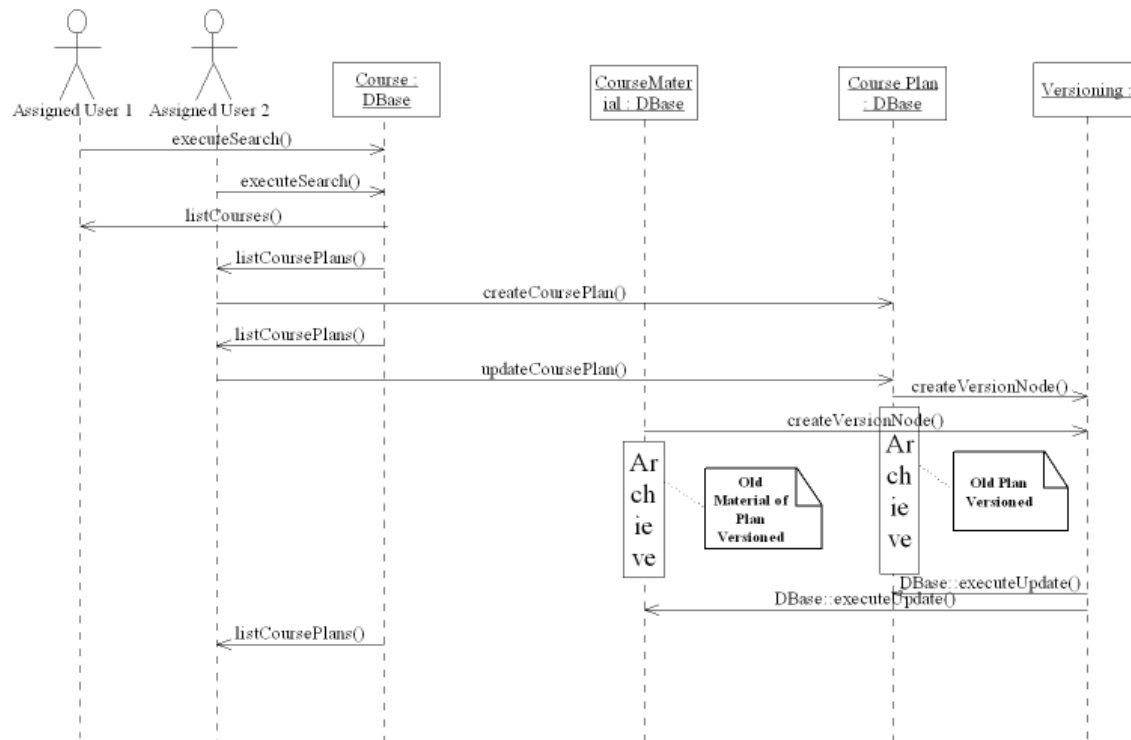 Assigned User 1
Assigned User 2
Course :
DBase
CourseMater
ial : DBase
Course Plan
: DBase
Versioning :
executeSearch()
executeSearch()
listCourses()
listCoursePlans()
createCoursePlan()
listCoursePlans()
updateCoursePlan()
createVersionNode()
createVersionNode()
Ar
ch
ie
ve
Old
Material of
Plan
Versioned
Ar
ch
ie
ve
Old Plan
Versioned
DBase::executeUpdate()
DBase::executeUpdate()
listCoursePlans()